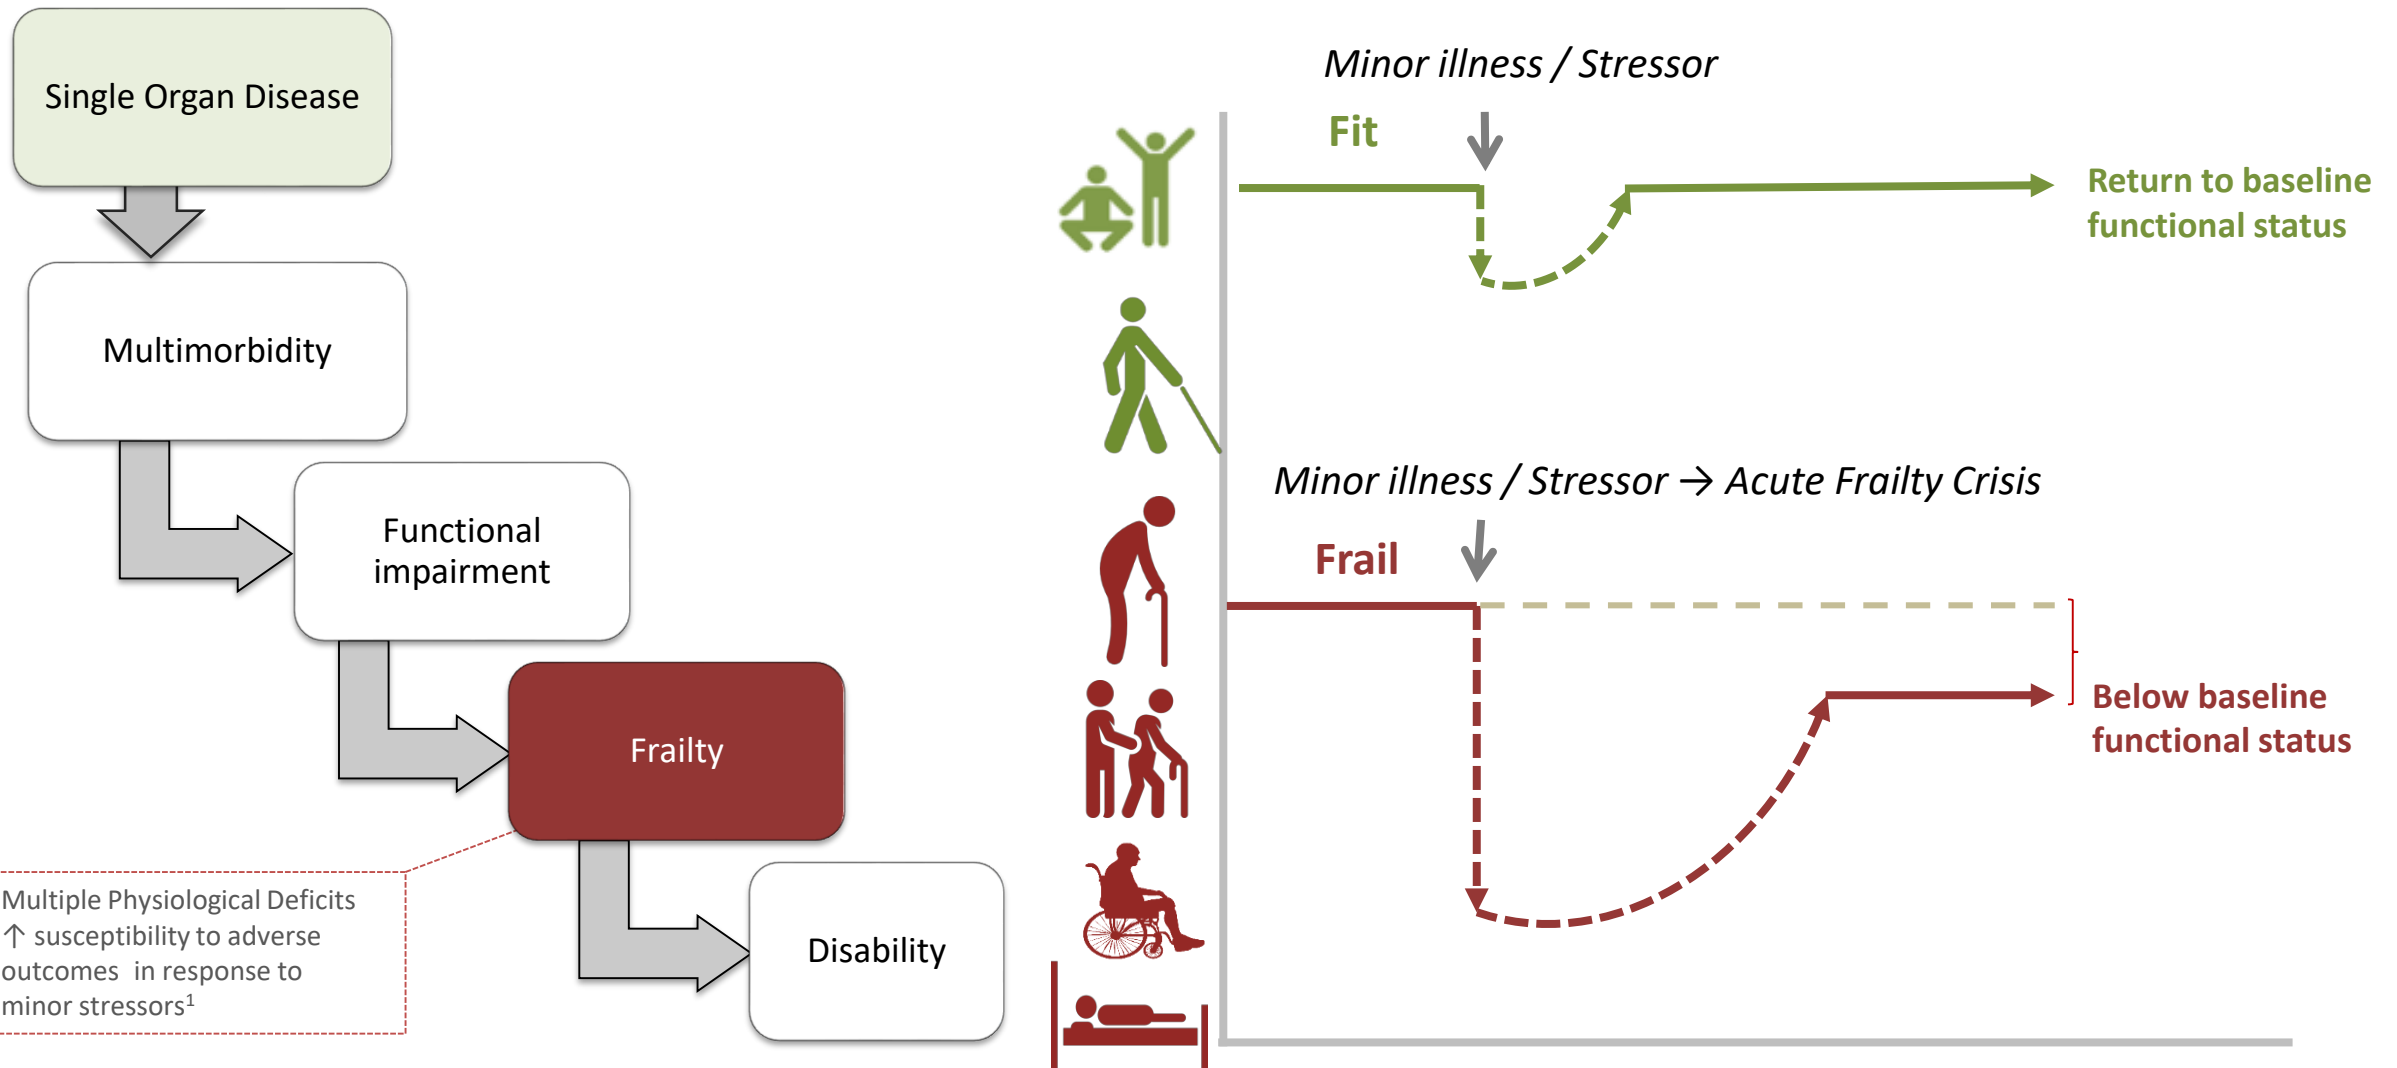 Single Organ Disease
Multimorbidity
Functional
impairment
Frailty
Disability
Multiple Physiological Deficits
↑ susceptibility to adverse
outcomes in response to
minor stressors¹
Minor illness / Stressor
Fit
Return to baseline
functional status
Minor illness / Stressor → Acute Frailty Crisis
Frail
Below baseline
functional status